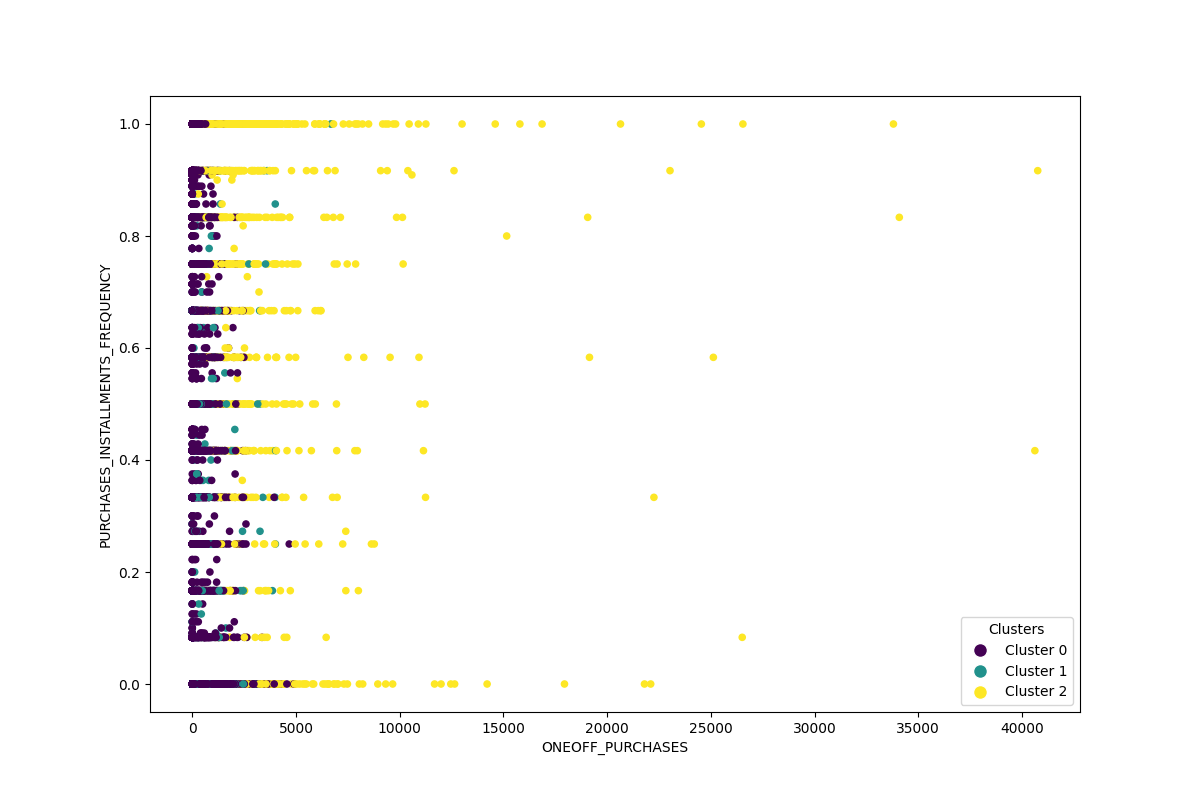 PURCHASES_INSTALLMENTS_FREQUENCY
1.0
0.8
0.6
0.4
0.2
0.0
Clusters
Cluster 0
Cluster 1
Cluster 2
0 5000 10000 15000 20000 25000 30000 35000 40000
ONEOFF_PURCHASES